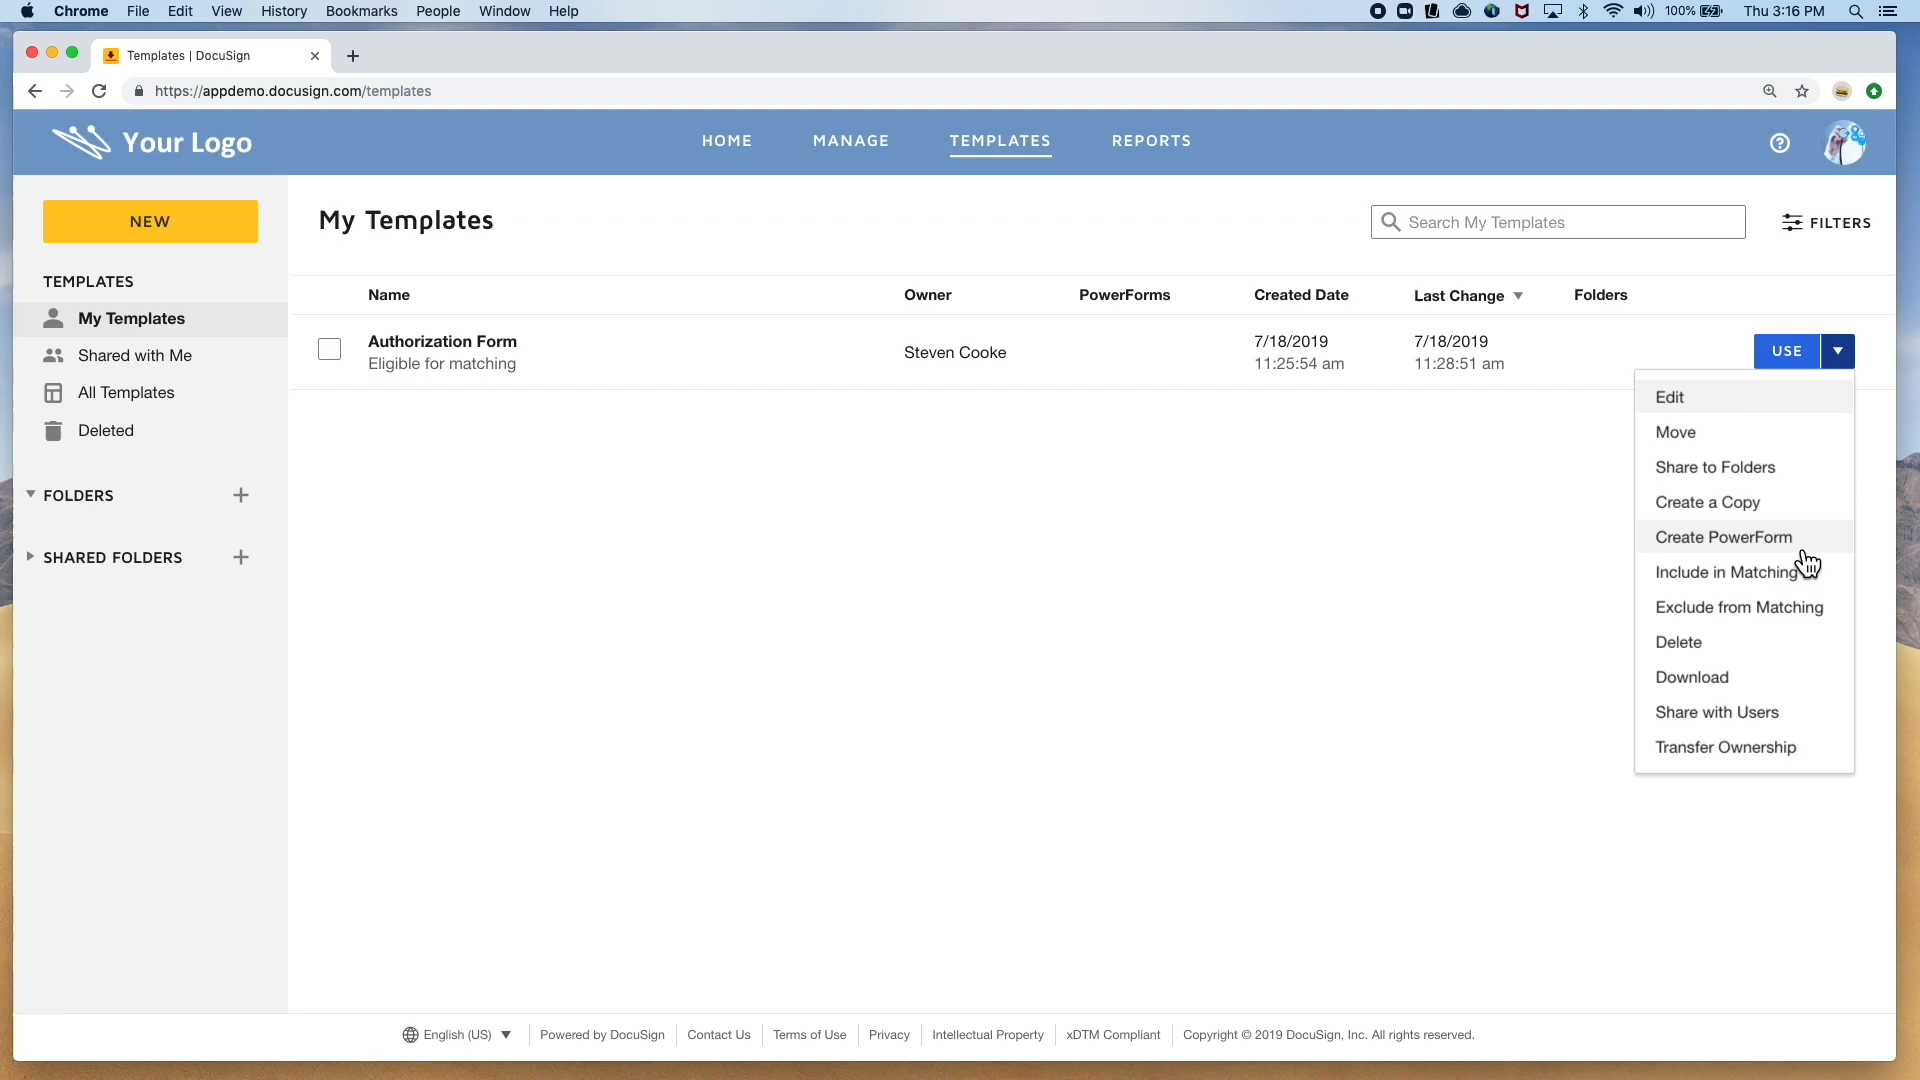 Chrome File Edit View History Bookmarks People Window Help 100% Thu 3:16 PM
Templates | DocuSign
https://appdemo.docusign.com/templates
Your Logo HOME MANAGE TEMPLATES REPORTS
NEW
TEMPLATES
My Templates
Shared with Me
All Templates
Deleted
FOLDERS
SHARED FOLDERS
My Templates
Search My Templates
FILTERS
Name Owner PowerForms Created Date Last Change Folders
Authorization Form
Eligible for matching
Steven Cooke
7/18/2019
11:25:54 am
7/18/2019
11:28:51 am
USE
Edit
Move
Share to Folders
Create a Copy
Create PowerForm
Include in Matching
Exclude from Matching
Delete
Download
Share with Users
Transfer Ownership
English (US) Powered by DocuSign Contact Us Terms of Use Privacy Intellectual Property xDTM Compliant Copyright © 2019 DocuSign, Inc. All rights reserved.